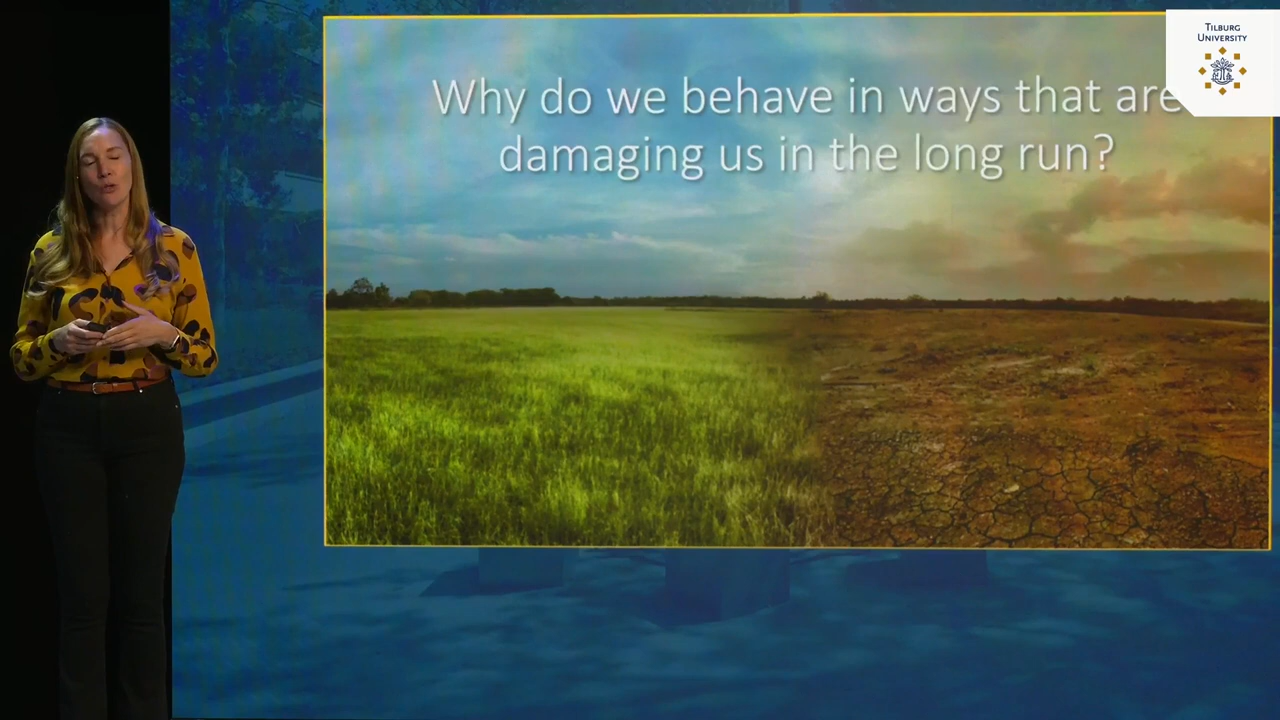 Why do we behave in ways that are
damaging us in the long run?
TILBURG
UNIVERSITY